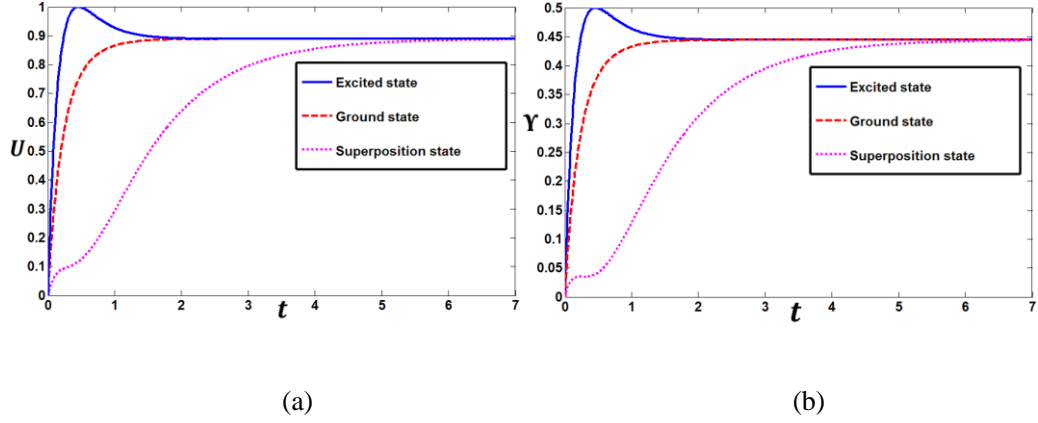 1
0.9
0.8
0.7
0.6
U 0.5
0.4
0.3
0.2
0.1
0
0 1 2 3 4 5 6 7
t
Excited state
Ground state
Superposition state
(a)
0.5
0.45
0.4
0.35
ϒ 0.3
0.25
0.2
0.15
0.1
0.05
0
0 1 2 3 4 5 6 7
t
Excited state
Ground state
Superposition state
(b)